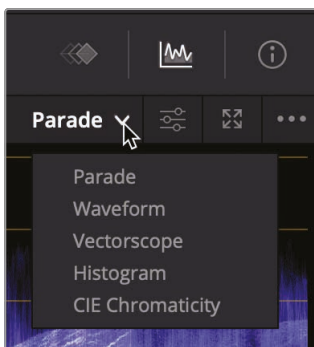 Parade
Parade
Waveform
Vectorscope
Histogram
CIE Chromaticity